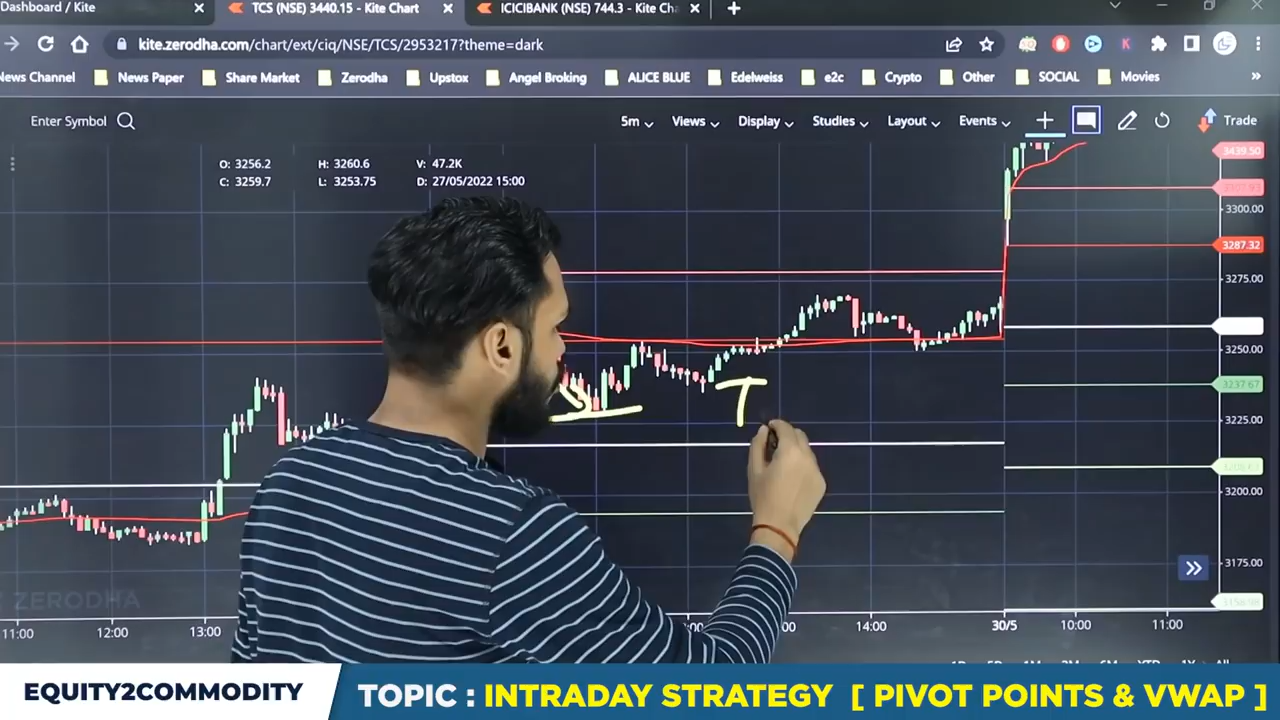 Dashboard / Kite
TCS (NSE) 3440.15 - Kite Chart
ICICIBANK (NSE) 744.3 - Kite Cha
kite.zerodha.com/chart/ext/ciq/NSE/TCS/2953217?theme=dark
News Channel
News Paper
Share Market
Zerodha
Upstox
Angel Broking
ALICE BLUE
Edelweiss
e2c
Crypto
Other
SOCIAL
Movies
Enter Symbol
5m
Views
Display
Studies
Layout
Events
Trade
O: 3256.2 H: 3260.6 V: 47.2K
C: 3259.7 L: 3253.75 D: 27/05/2022 15:00
3439.50
3307.93
3300.00
3287.32
3275.00
3250.00
3237.67
3225.00
3200.00
3175.00
T
ZERODHA
11:00 12:00 13:00 14:00 30/5 10:00 11:00
EQUITY2COMMODITY
TOPIC : INTRADAY STRATEGY [ PIVOT POINTS & VWAP ]